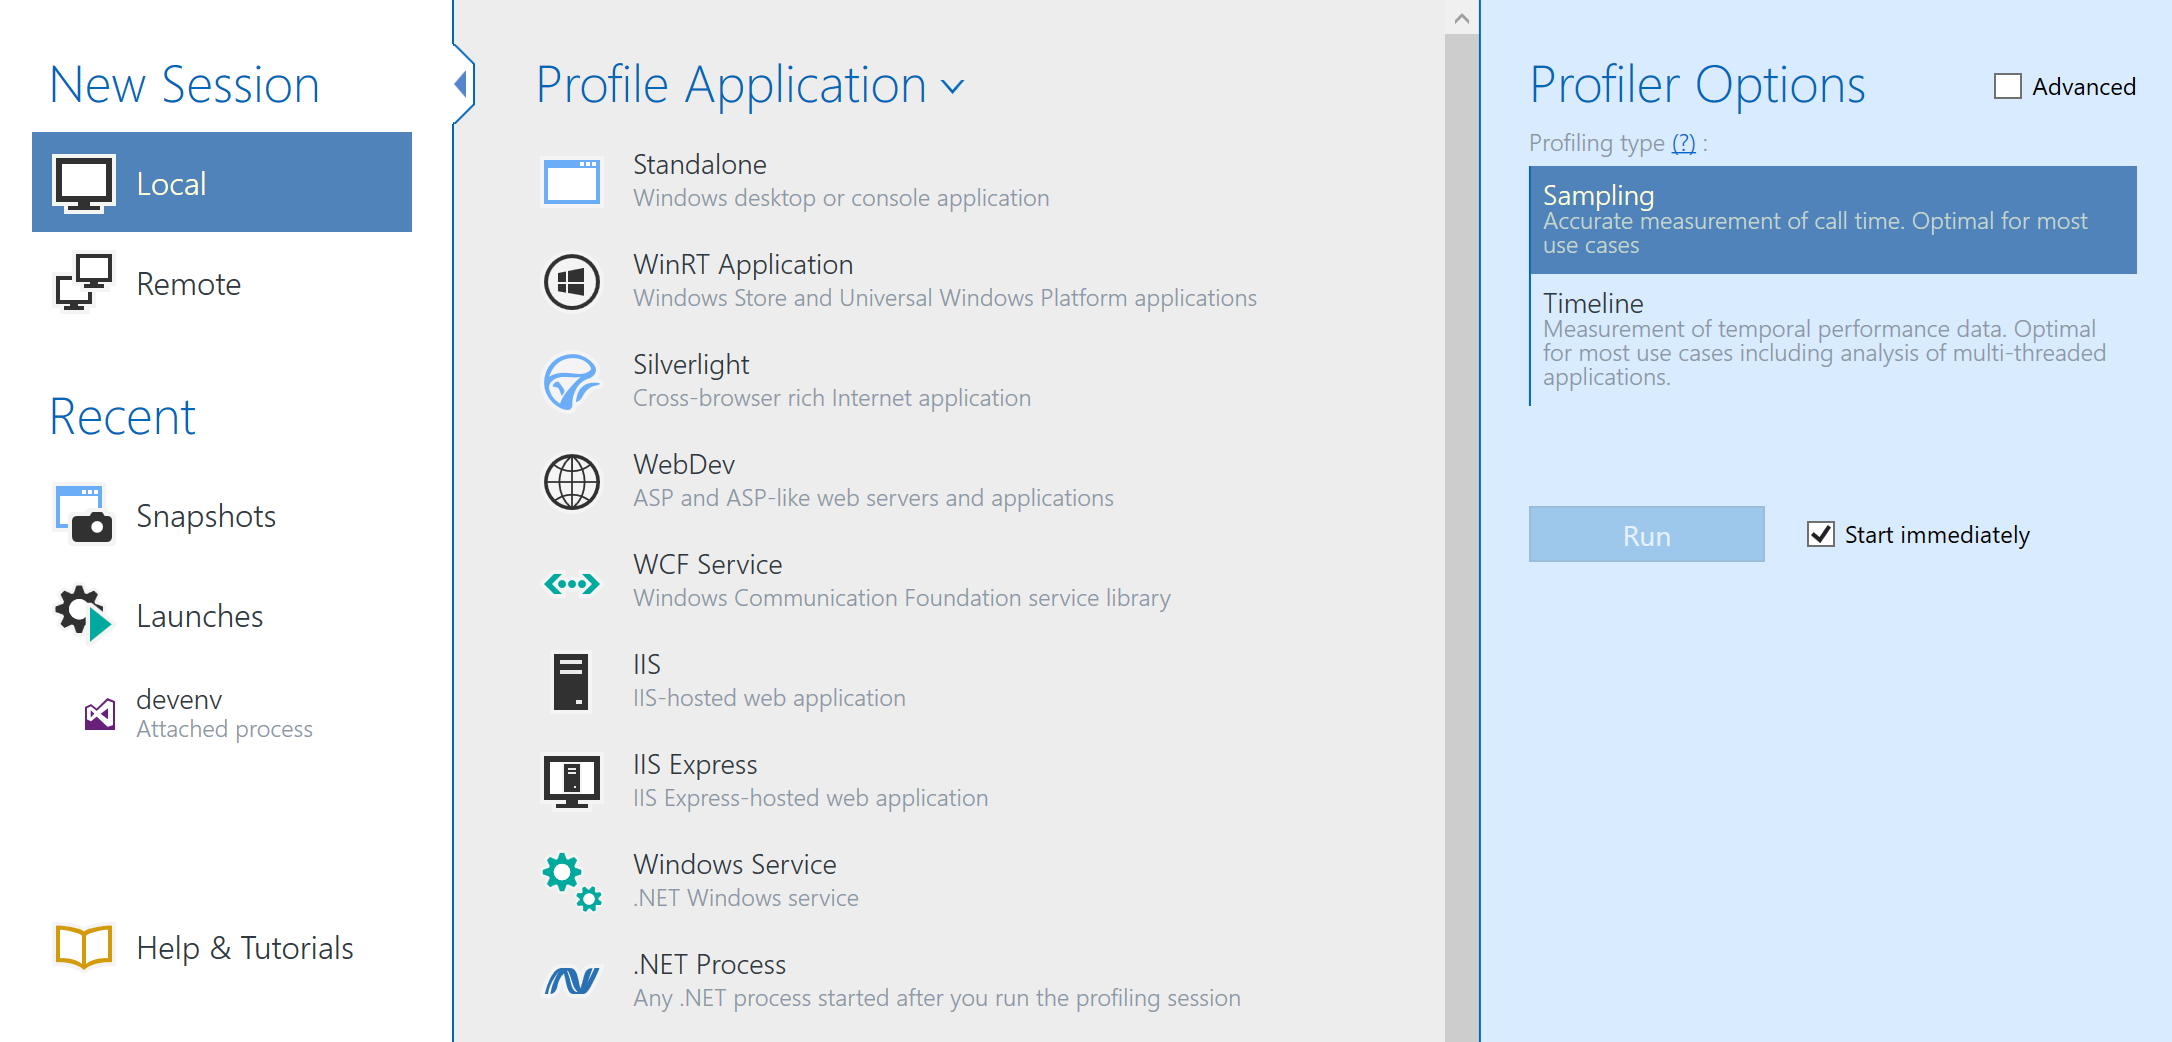 New Session
Local
Remote
Recent
Snapshots
Launches
devenv
Attached process
Help & Tutorials
Profile Application
Standalone
Windows desktop or console application
WinRT Application
Windows Store and Universal Windows Platform applications
Silverlight
Cross-browser rich Internet application
WebDev
ASP and ASP-like web servers and applications
WCF Service
Windows Communication Foundation service library
IIS
IIS-hosted web application
IIS Express
IIS Express-hosted web application
Windows Service
.NET Windows service
.NET Process
Any .NET process started after you run the profiling session
Profiler Options
Advanced
Profiling type (?) :
Sampling
Accurate measurement of call time. Optimal for most
use cases
Timeline
Measurement of temporal performance data. Optimal
for most use cases including analysis of multi-threaded
applications.
Run
Start immediately